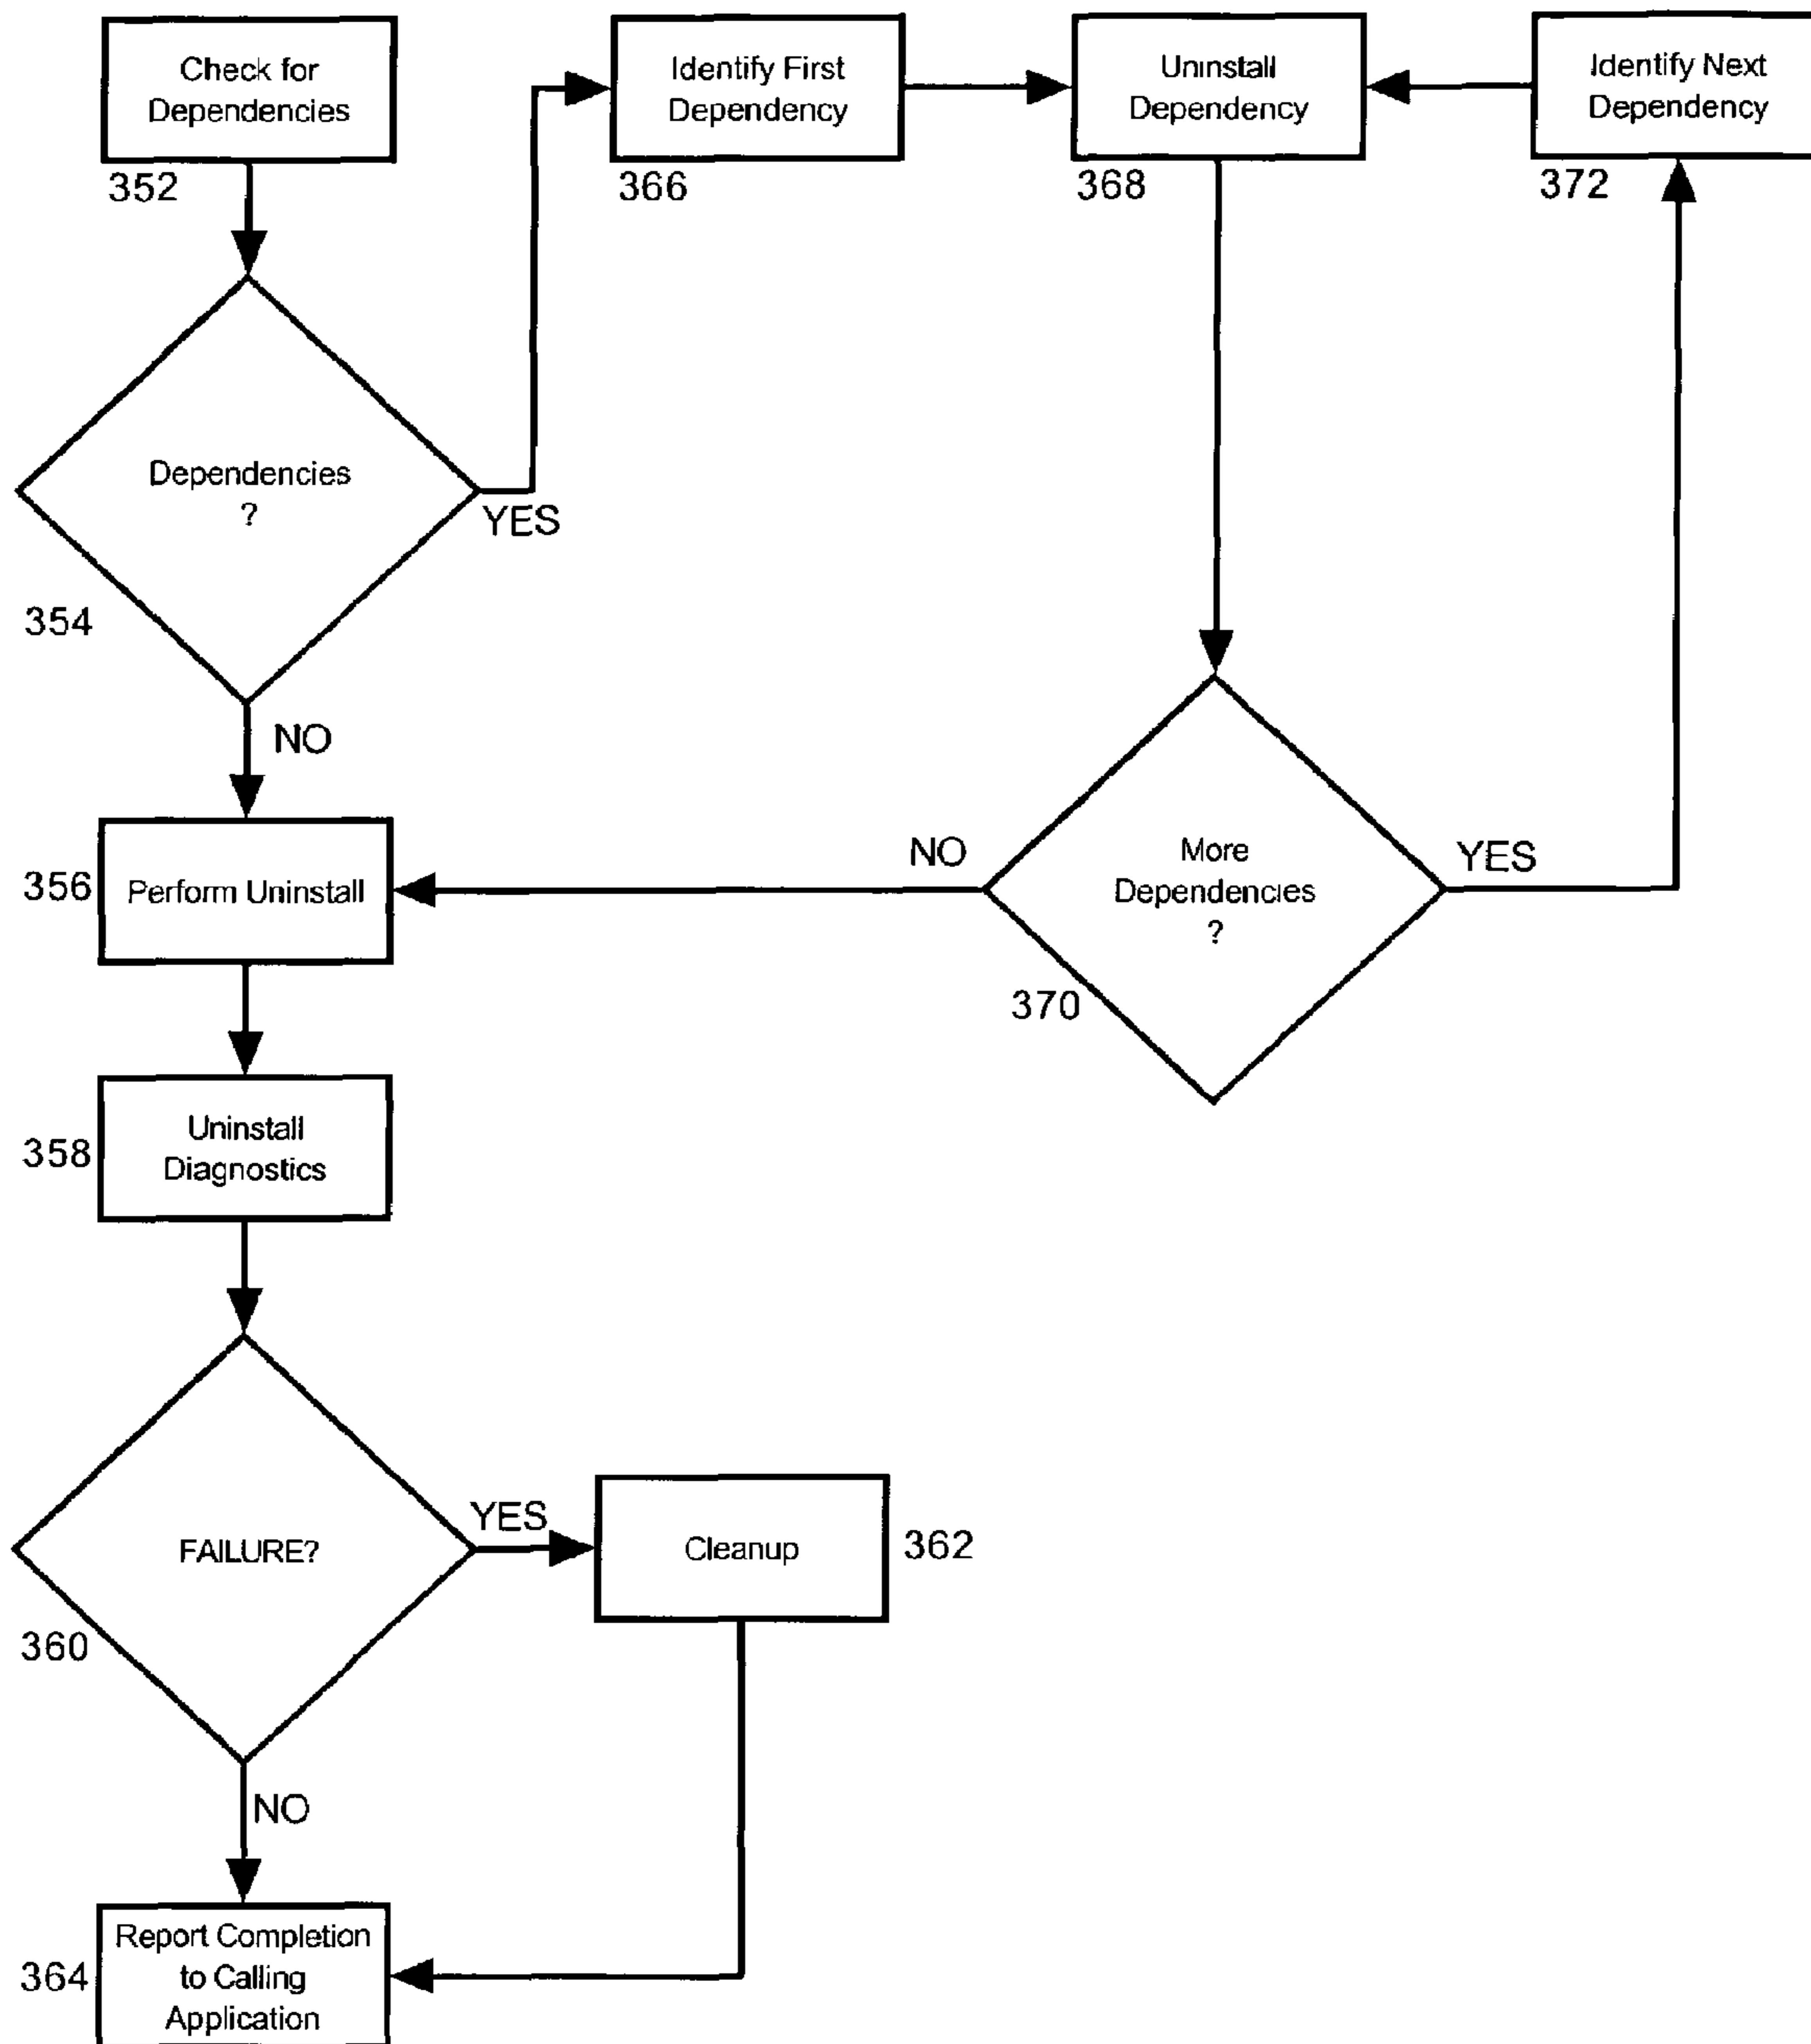 Check for
Dependencies
352
Identify First
Dependency
366
Uninstall
Dependency
368
Identify Next
Dependency
372
Dependencies
?
YES
354
NO
356
Perform Uninstall
NO
More
Dependencies
?
YES
370
358
Uninstall
Diagnostics
FAILURE?
YES
360
Cleanup
362
NO
364
Report Completion
to Calling
Application